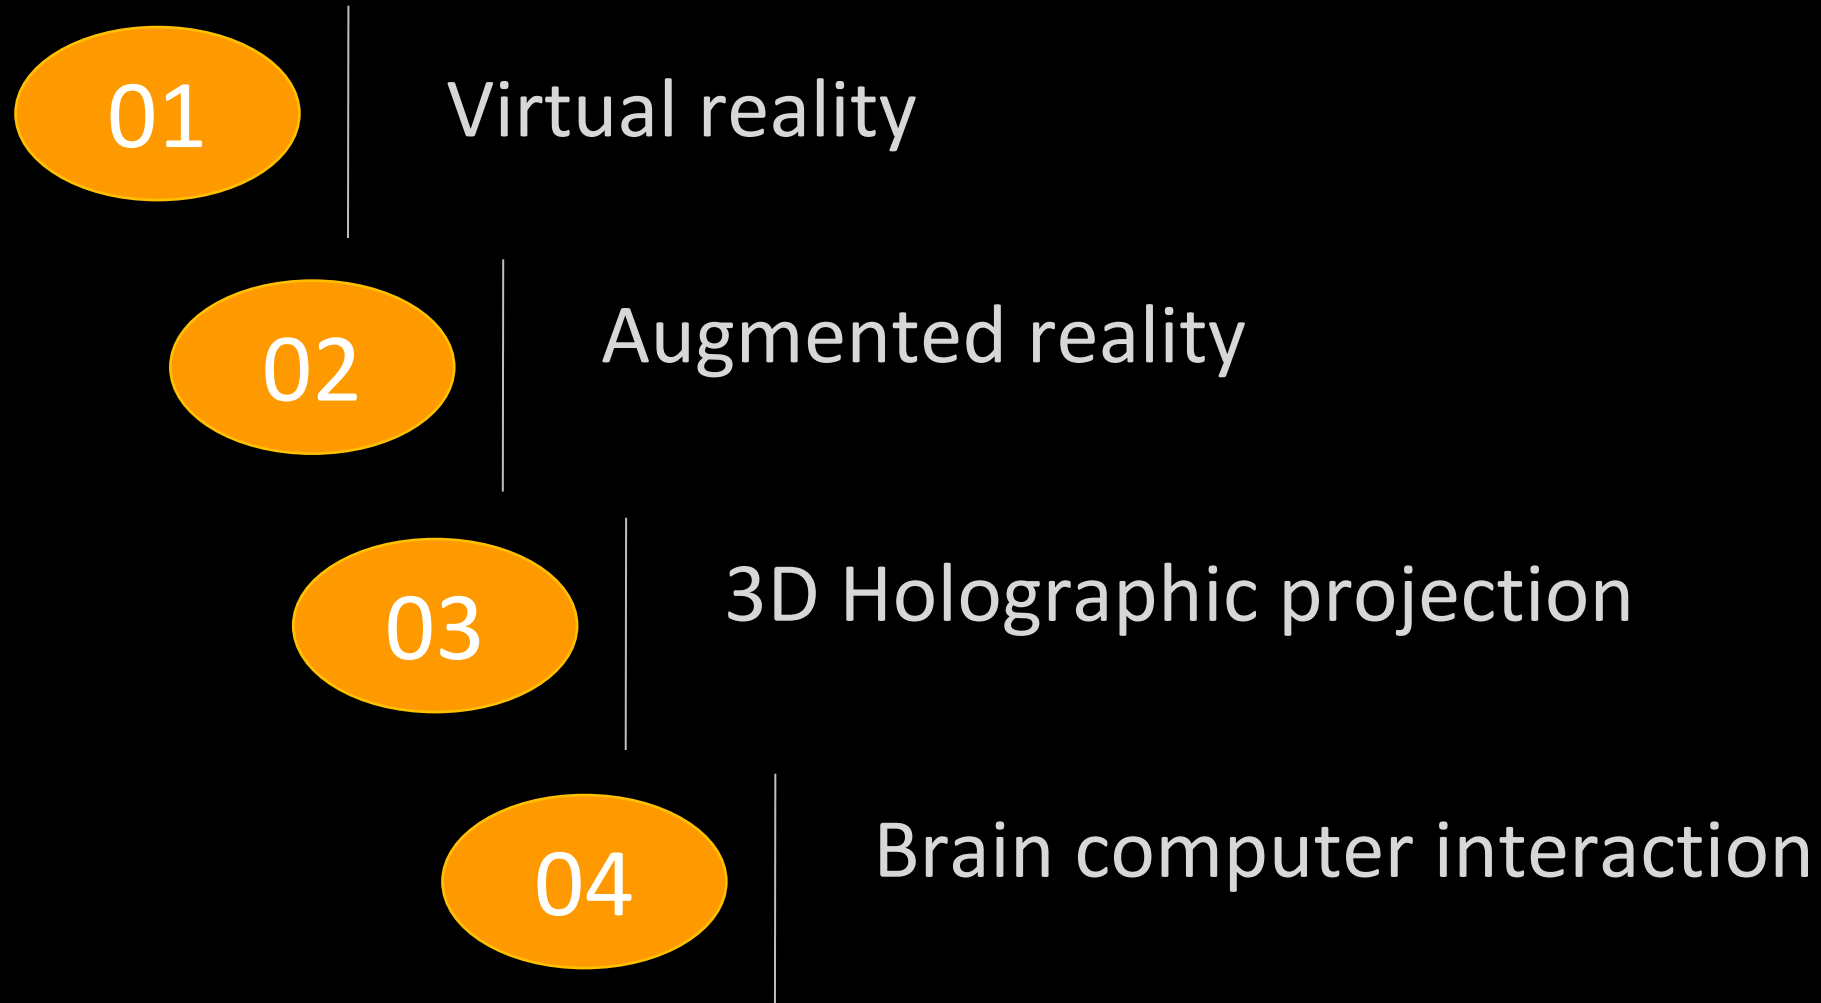 01
Virtual reality
02
Augmented reality
03
3D Holographic projection
04
Brain computer interaction